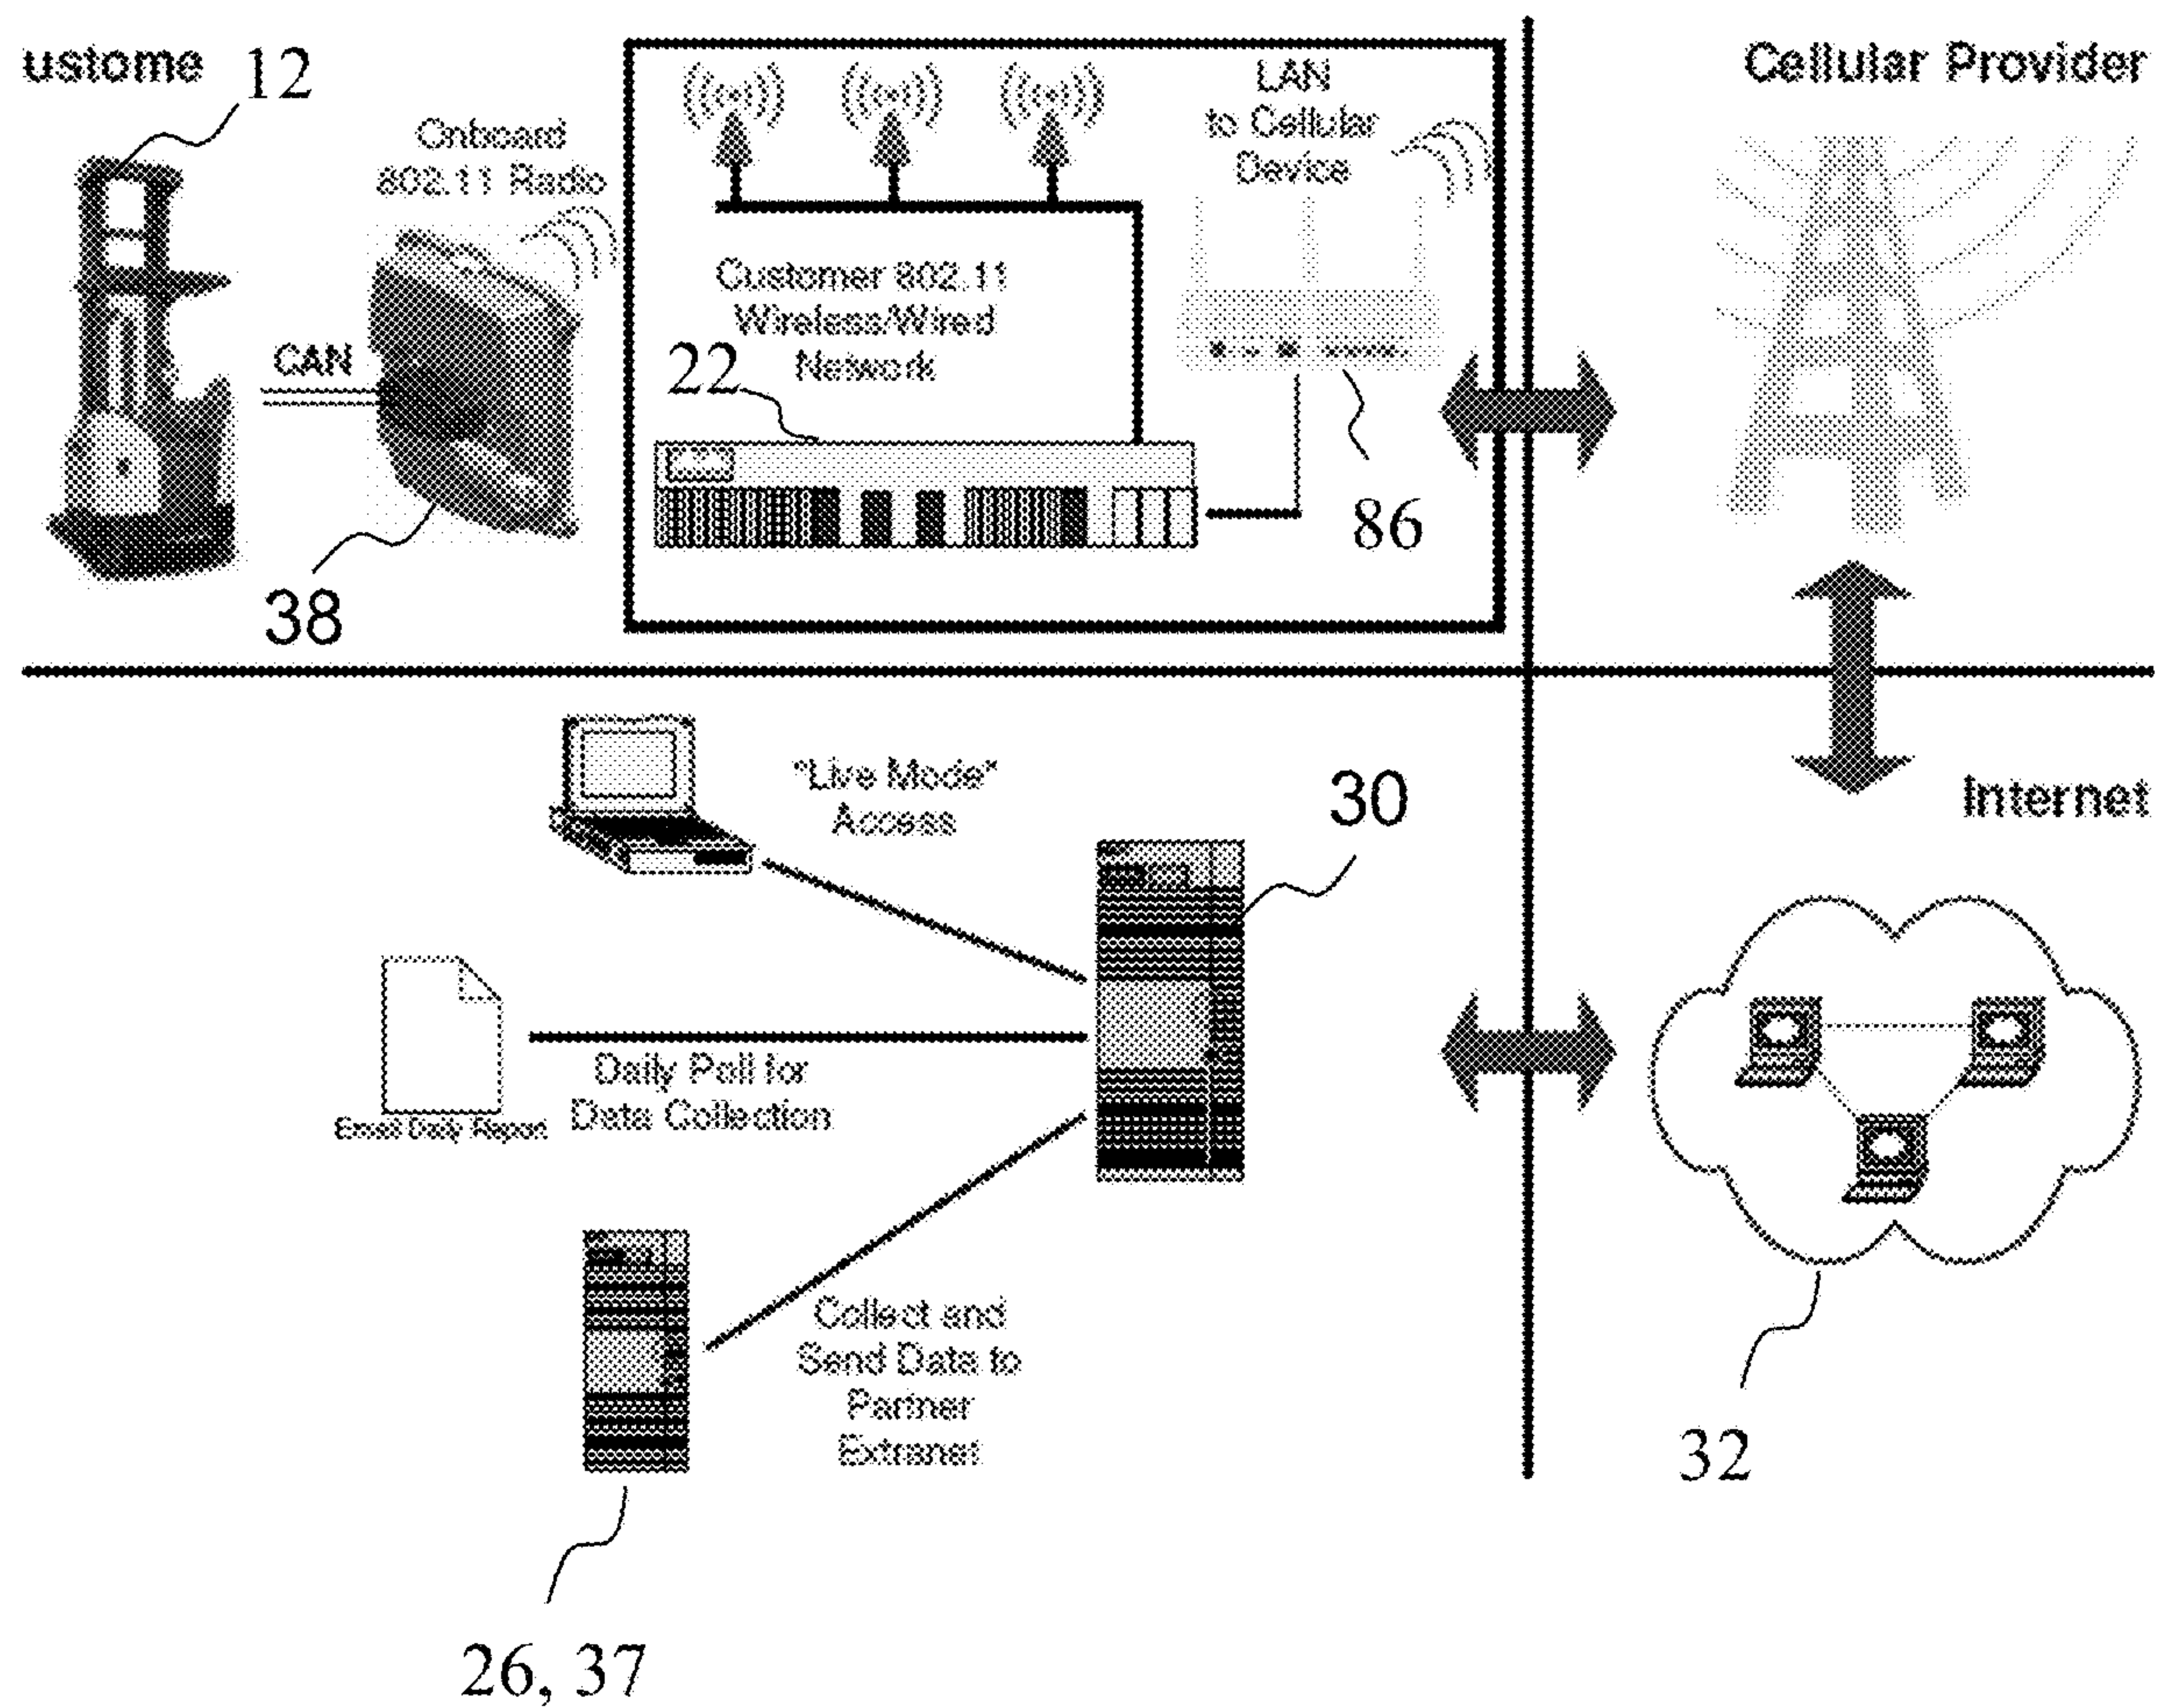 ustome
12
Onboard
802.11 Radio
CAN
38
LAN
to Cellular
Device
Customer 802.11
Wireless/Wired
Network
22
86
Cellular Provider
"Live Mode"
Access
30
Internet
Daily Poll for
Data Collection
Email Daily Report
Collect and
Send Data to
Partner
Extranet
32
26, 37